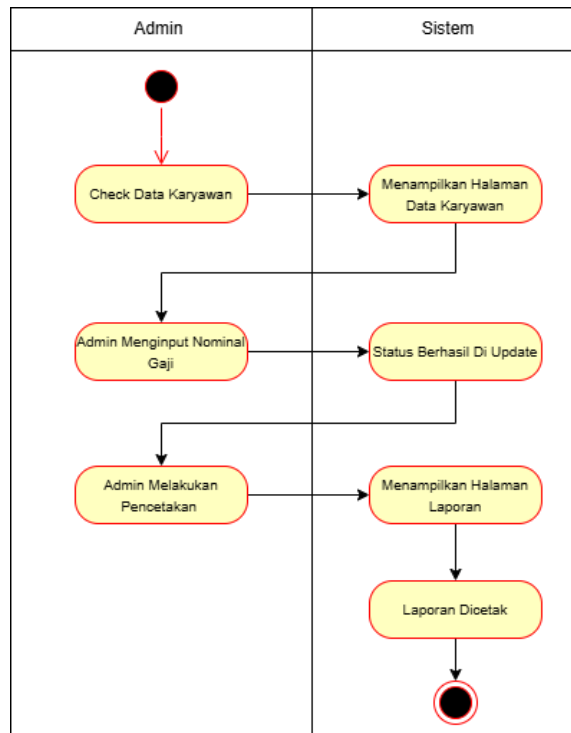 Admin
Sistem
Check Data Karyawan
Menampilkan Halaman
Data Karyawan
Admin Menginput Nominal
Gaji
Status Berhasil Di Update
Admin Melakukan
Pencetakan
Menampilkan Halaman
Laporan
Laporan Dicetak